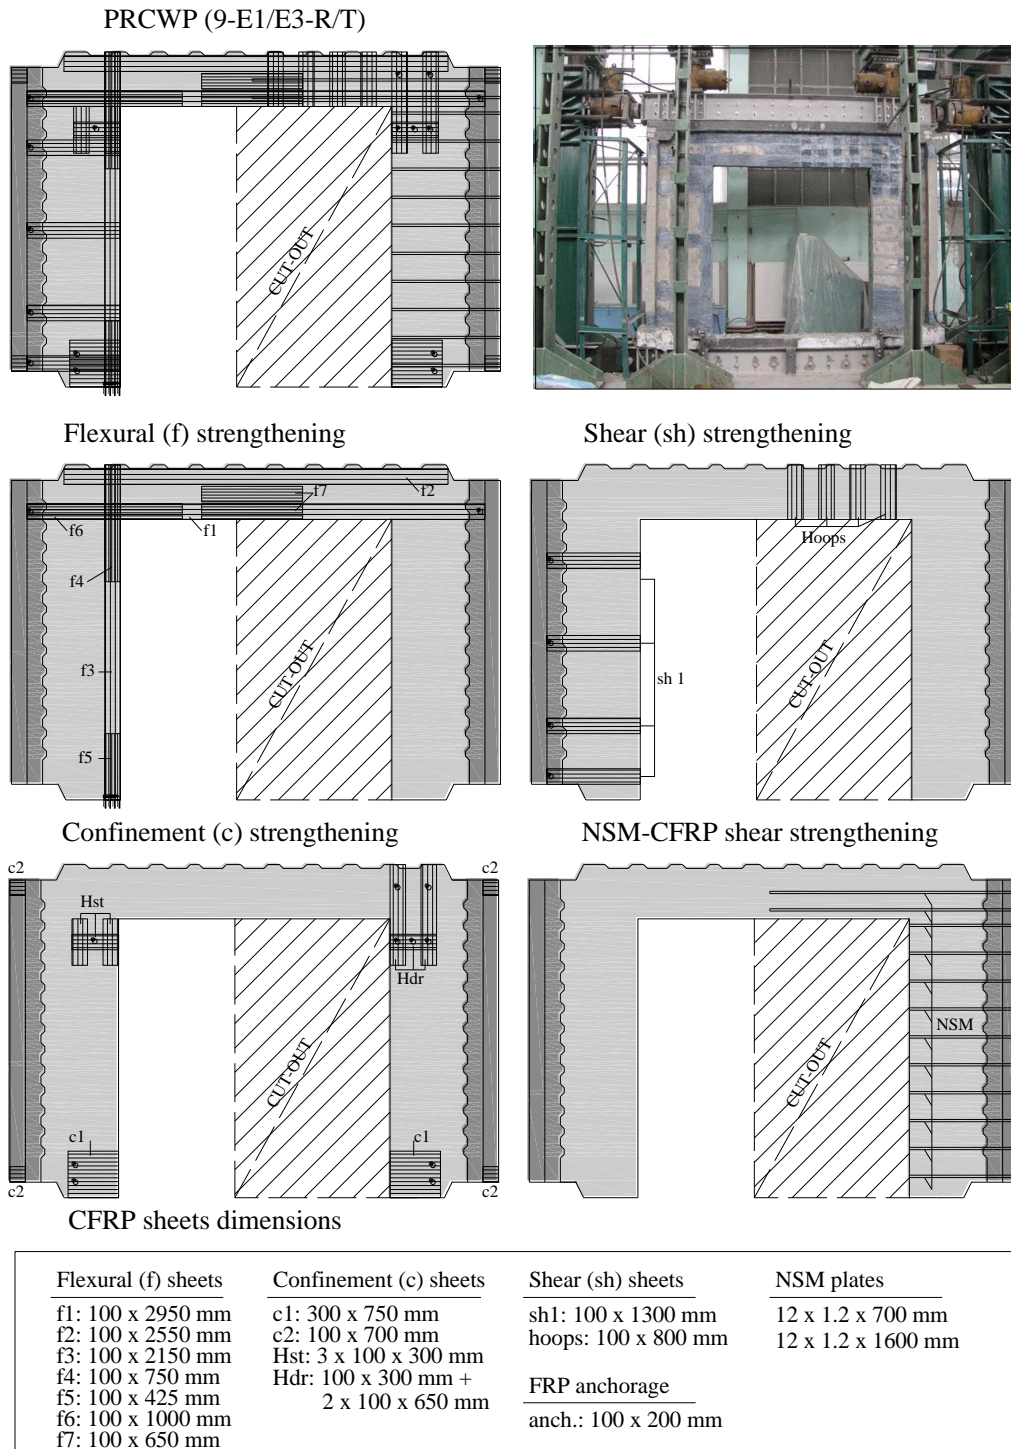 PRCWP (9-E1/E3-R/T)
CUT-OUT
Flexural (f) strengthening
Shear (sh) strengthening
f7
f2
f6
f1
f4
f3
f5
CUT-OUT
Hoops
sh 1
CUT-OUT
Confinement (c) strengthening
NSM-CFRP shear strengthening
c2
c2
Hst
Hdr
CUT-OUT
c1
c1
c2
c2
NSM
CUT-OUT
CFRP sheets dimensions
Flexural (f) sheets
f1: 100 x 2950 mm
f2: 100 x 2550 mm
f3: 100 x 2150 mm
f4: 100 x 750 mm
f5: 100 x 425 mm
f6: 100 x 1000 mm
f7: 100 x 650 mm
Confinement (c) sheets
c1: 300 x 750 mm
c2: 100 x 700 mm
Hst: 3 x 100 x 300 mm
Hdr: 100 x 300 mm +
2 x 100 x 650 mm
Shear (sh) sheets
sh1: 100 x 1300 mm
hoops: 100 x 800 mm
FRP anchorage
anch.: 100 x 200 mm
NSM plates
12 x 1.2 x 700 mm
12 x 1.2 x 1600 mm